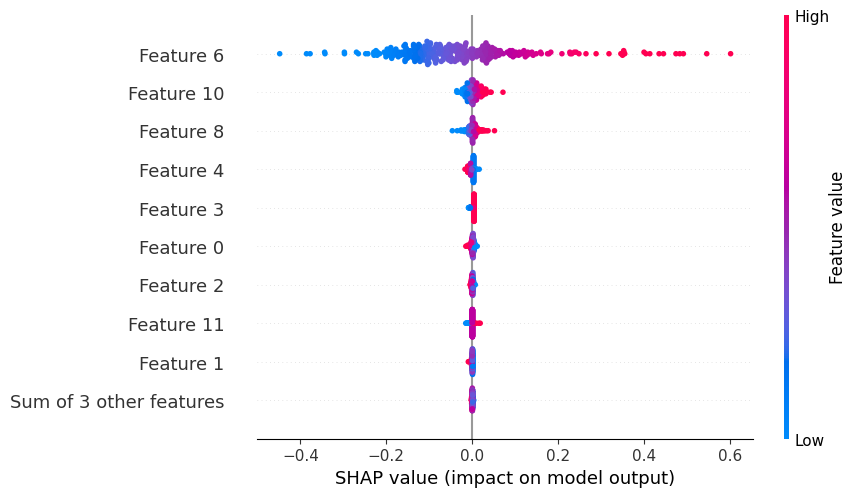 High
Feature 6
Feature 10
Feature 8
Feature 4
Feature 3
Feature 0
Feature 2
Feature 11
Feature 1
Sum of 3 other features
Feature value
Low
−0.4 −0.2 0.0 0.2 0.4 0.6
SHAP value (impact on model output)